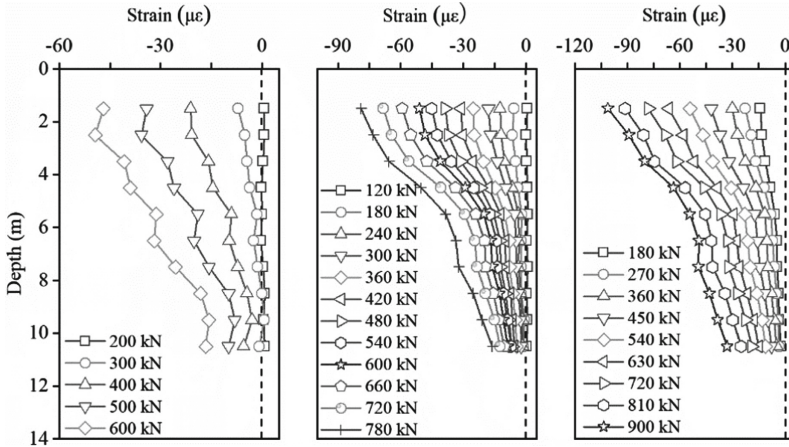 Strain (με)
-60 -30 0
Strain (με)
-90 -60 -30 0
Strain (με)
-120 -90 -60 -30 0
Depth (m)
0
2
4
6
8
10
12
14
200 kN
300 kN
400 kN
500 kN
600 kN
120 kN
180 kN
240 kN
300 kN
360 kN
420 kN
480 kN
540 kN
600 kN
660 kN
720 kN
780 kN
180 kN
270 kN
360 kN
450 kN
540 kN
630 kN
720 kN
810 kN
900 kN